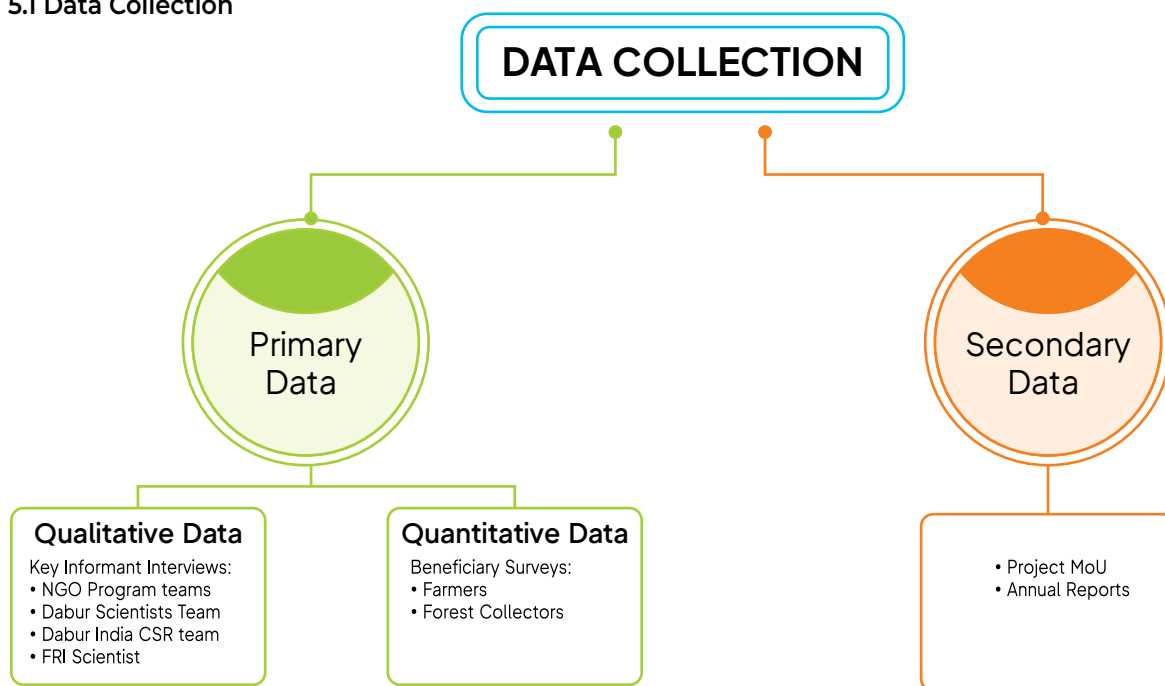 5.1 Data Collection
DATA COLLECTION
Primary
Data
Secondary
Data
Qualitative Data
Key Informant Interviews:
• NGO Program teams
• Dabur Scientists Team
• Dabur India CSR team
• FRI Scientist
Quantitative Data
Beneficiary Surveys:
• Farmers
• Forest Collectors
• Project MoU
• Annual Reports